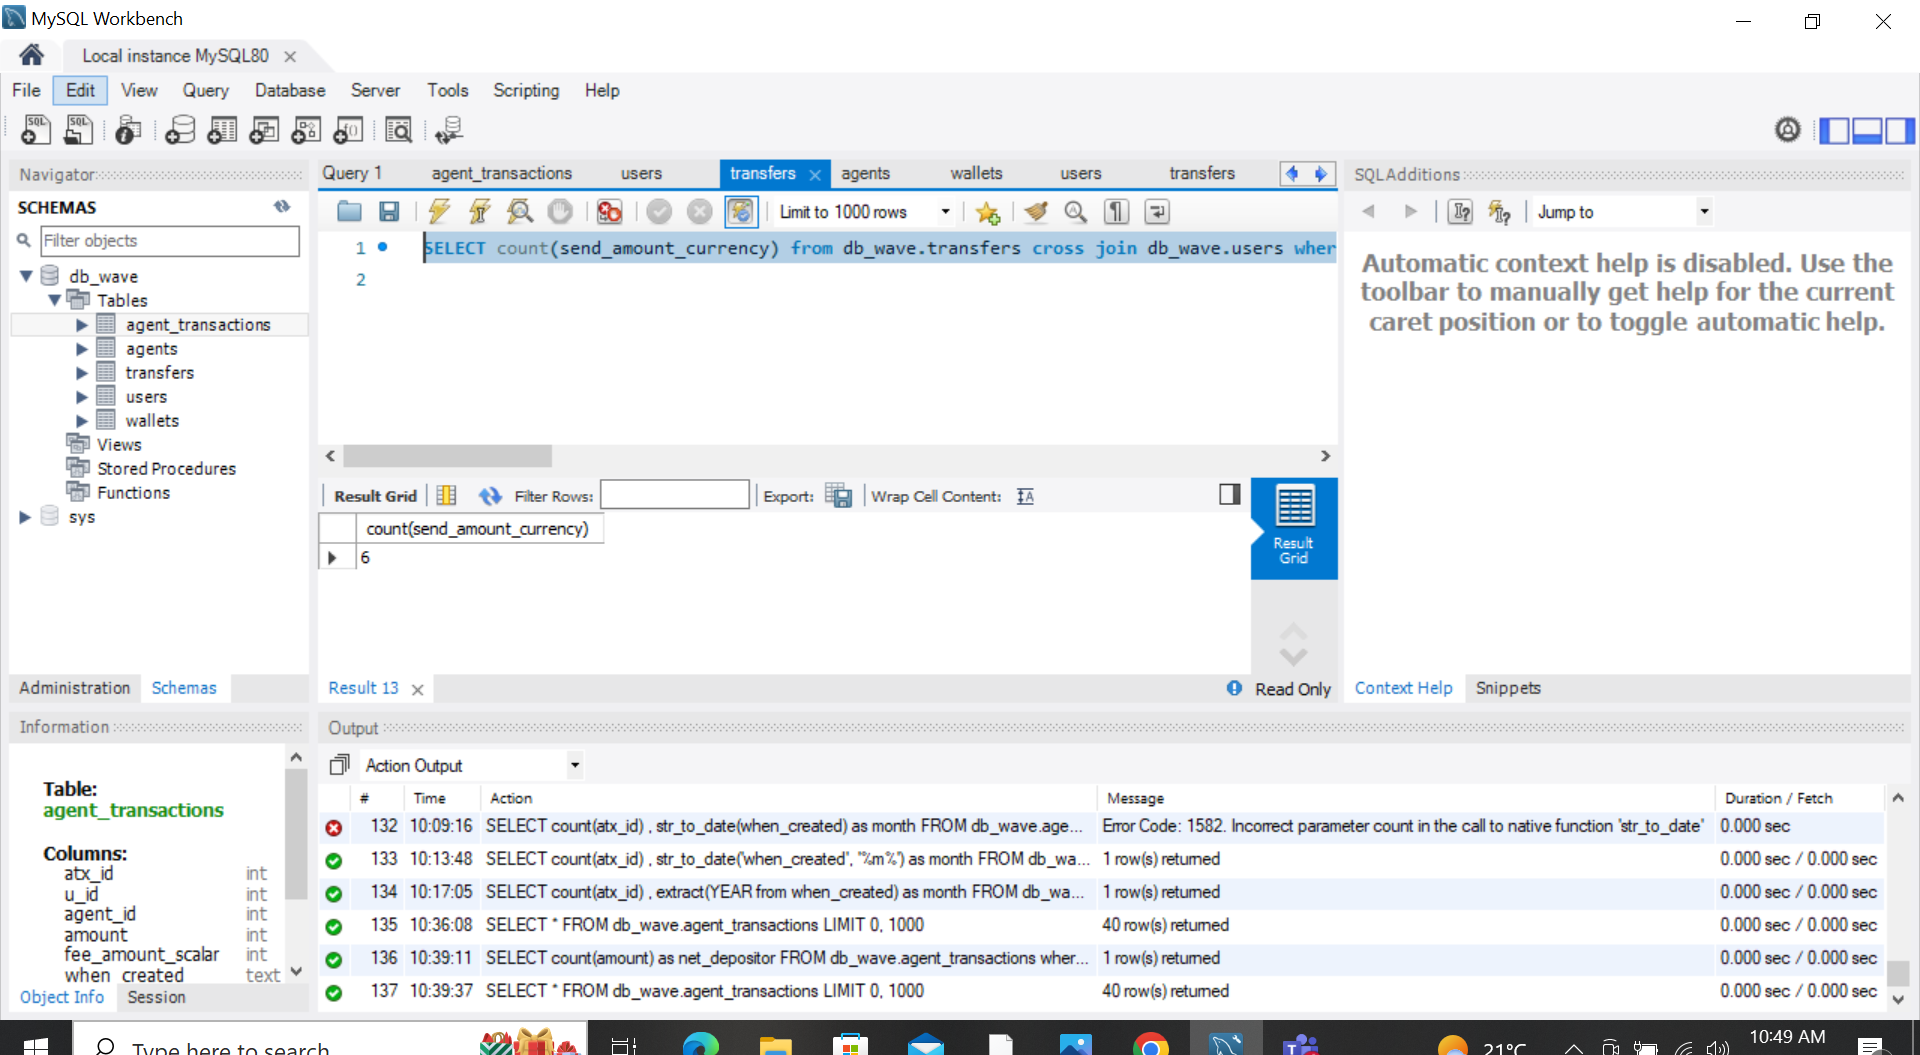 MySQL Workbench
Local instance MySQL80
File Edit View Query Database Server Tools Scripting Help
Navigator
SCHEMAS
Filter objects
db_wave
Tables
agent_transactions
agents
transfers
users
wallets
Views
Stored Procedures
Functions
sys
Administration Schemas
Query 1 agent_transactions users transfers agents wallets users transfers
Limit to 1000 rows
1 SELECT count(send_amount_currency) from db_wave.transfers cross join db_wave.users wher
2
Result Grid Filter Rows: Export: Wrap Cell Content:
count(send_amount_currency)
6
Result
Grid
Result 13
Read Only
SQLAdditions
Jump to
Automatic context help is disabled. Use the
toolbar to manually get help for the current
caret position or to toggle automatic help.
Context Help Snippets
Information
Table:
agent_transactions
Columns:
atx_id int
u_id int
agent_id int
amount int
fee_amount_scalar int
when_created text
Object Info Session
Output
Action Output
# Time Action Message Duration / Fetch
132 10:09:16 SELECT count(atx_id) , str_to_date(when_created) as month FROM db_wave.age... Error Code: 1582. Incorrect parameter count in the call to native function 'str_to_date' 0.000 sec
133 10:13:48 SELECT count(atx_id) , str_to_date('when_created', '%m%') as month FROM db_wa... 1 row(s) returned 0.000 sec / 0.000 sec
134 10:17:05 SELECT count(atx_id) , extract(YEAR from when_created) as month FROM db_wa... 1 row(s) returned 0.000 sec / 0.000 sec
135 10:36:08 SELECT * FROM db_wave.agent_transactions LIMIT 0, 1000 40 row(s) returned 0.000 sec / 0.000 sec
136 10:39:11 SELECT count(amount) as net_depositor FROM db_wave.agent_transactions wher... 1 row(s) returned 0.000 sec / 0.000 sec
137 10:39:37 SELECT * FROM db_wave.agent_transactions LIMIT 0, 1000 40 row(s) returned 0.000 sec / 0.000 sec
Type here to search
21°C
10:49 AM